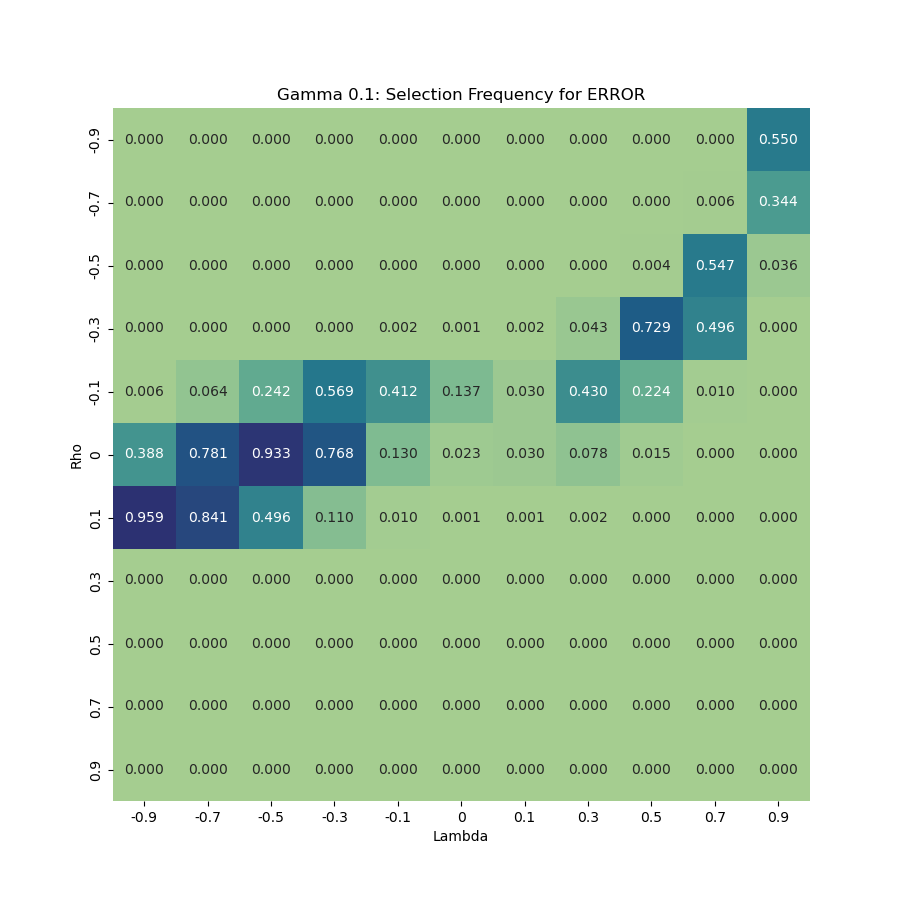 Gamma 0.1: Selection Frequency for ERROR
-0.9 0.000 0.000 0.000 0.000 0.000 0.000 0.000 0.000 0.000 0.000 0.550
-0.7 0.000 0.000 0.000 0.000 0.000 0.000 0.000 0.000 0.000 0.006 0.344
-0.5 0.000 0.000 0.000 0.000 0.000 0.000 0.000 0.000 0.004 0.547 0.036
-0.3 0.000 0.000 0.000 0.000 0.002 0.001 0.002 0.043 0.729 0.496 0.000
-0.1 0.006 0.064 0.242 0.569 0.412 0.137 0.030 0.430 0.224 0.010 0.000
Rho
0 0.388 0.781 0.933 0.768 0.130 0.023 0.030 0.078 0.015 0.000 0.000
0.1 0.959 0.841 0.496 0.110 0.010 0.001 0.001 0.002 0.000 0.000 0.000
0.3 0.000 0.000 0.000 0.000 0.000 0.000 0.000 0.000 0.000 0.000 0.000
0.5 0.000 0.000 0.000 0.000 0.000 0.000 0.000 0.000 0.000 0.000 0.000
0.7 0.000 0.000 0.000 0.000 0.000 0.000 0.000 0.000 0.000 0.000 0.000
0.9 0.000 0.000 0.000 0.000 0.000 0.000 0.000 0.000 0.000 0.000 0.000
-0.9 -0.7 -0.5 -0.3 -0.1 0 0.1 0.3 0.5 0.7 0.9
Lambda